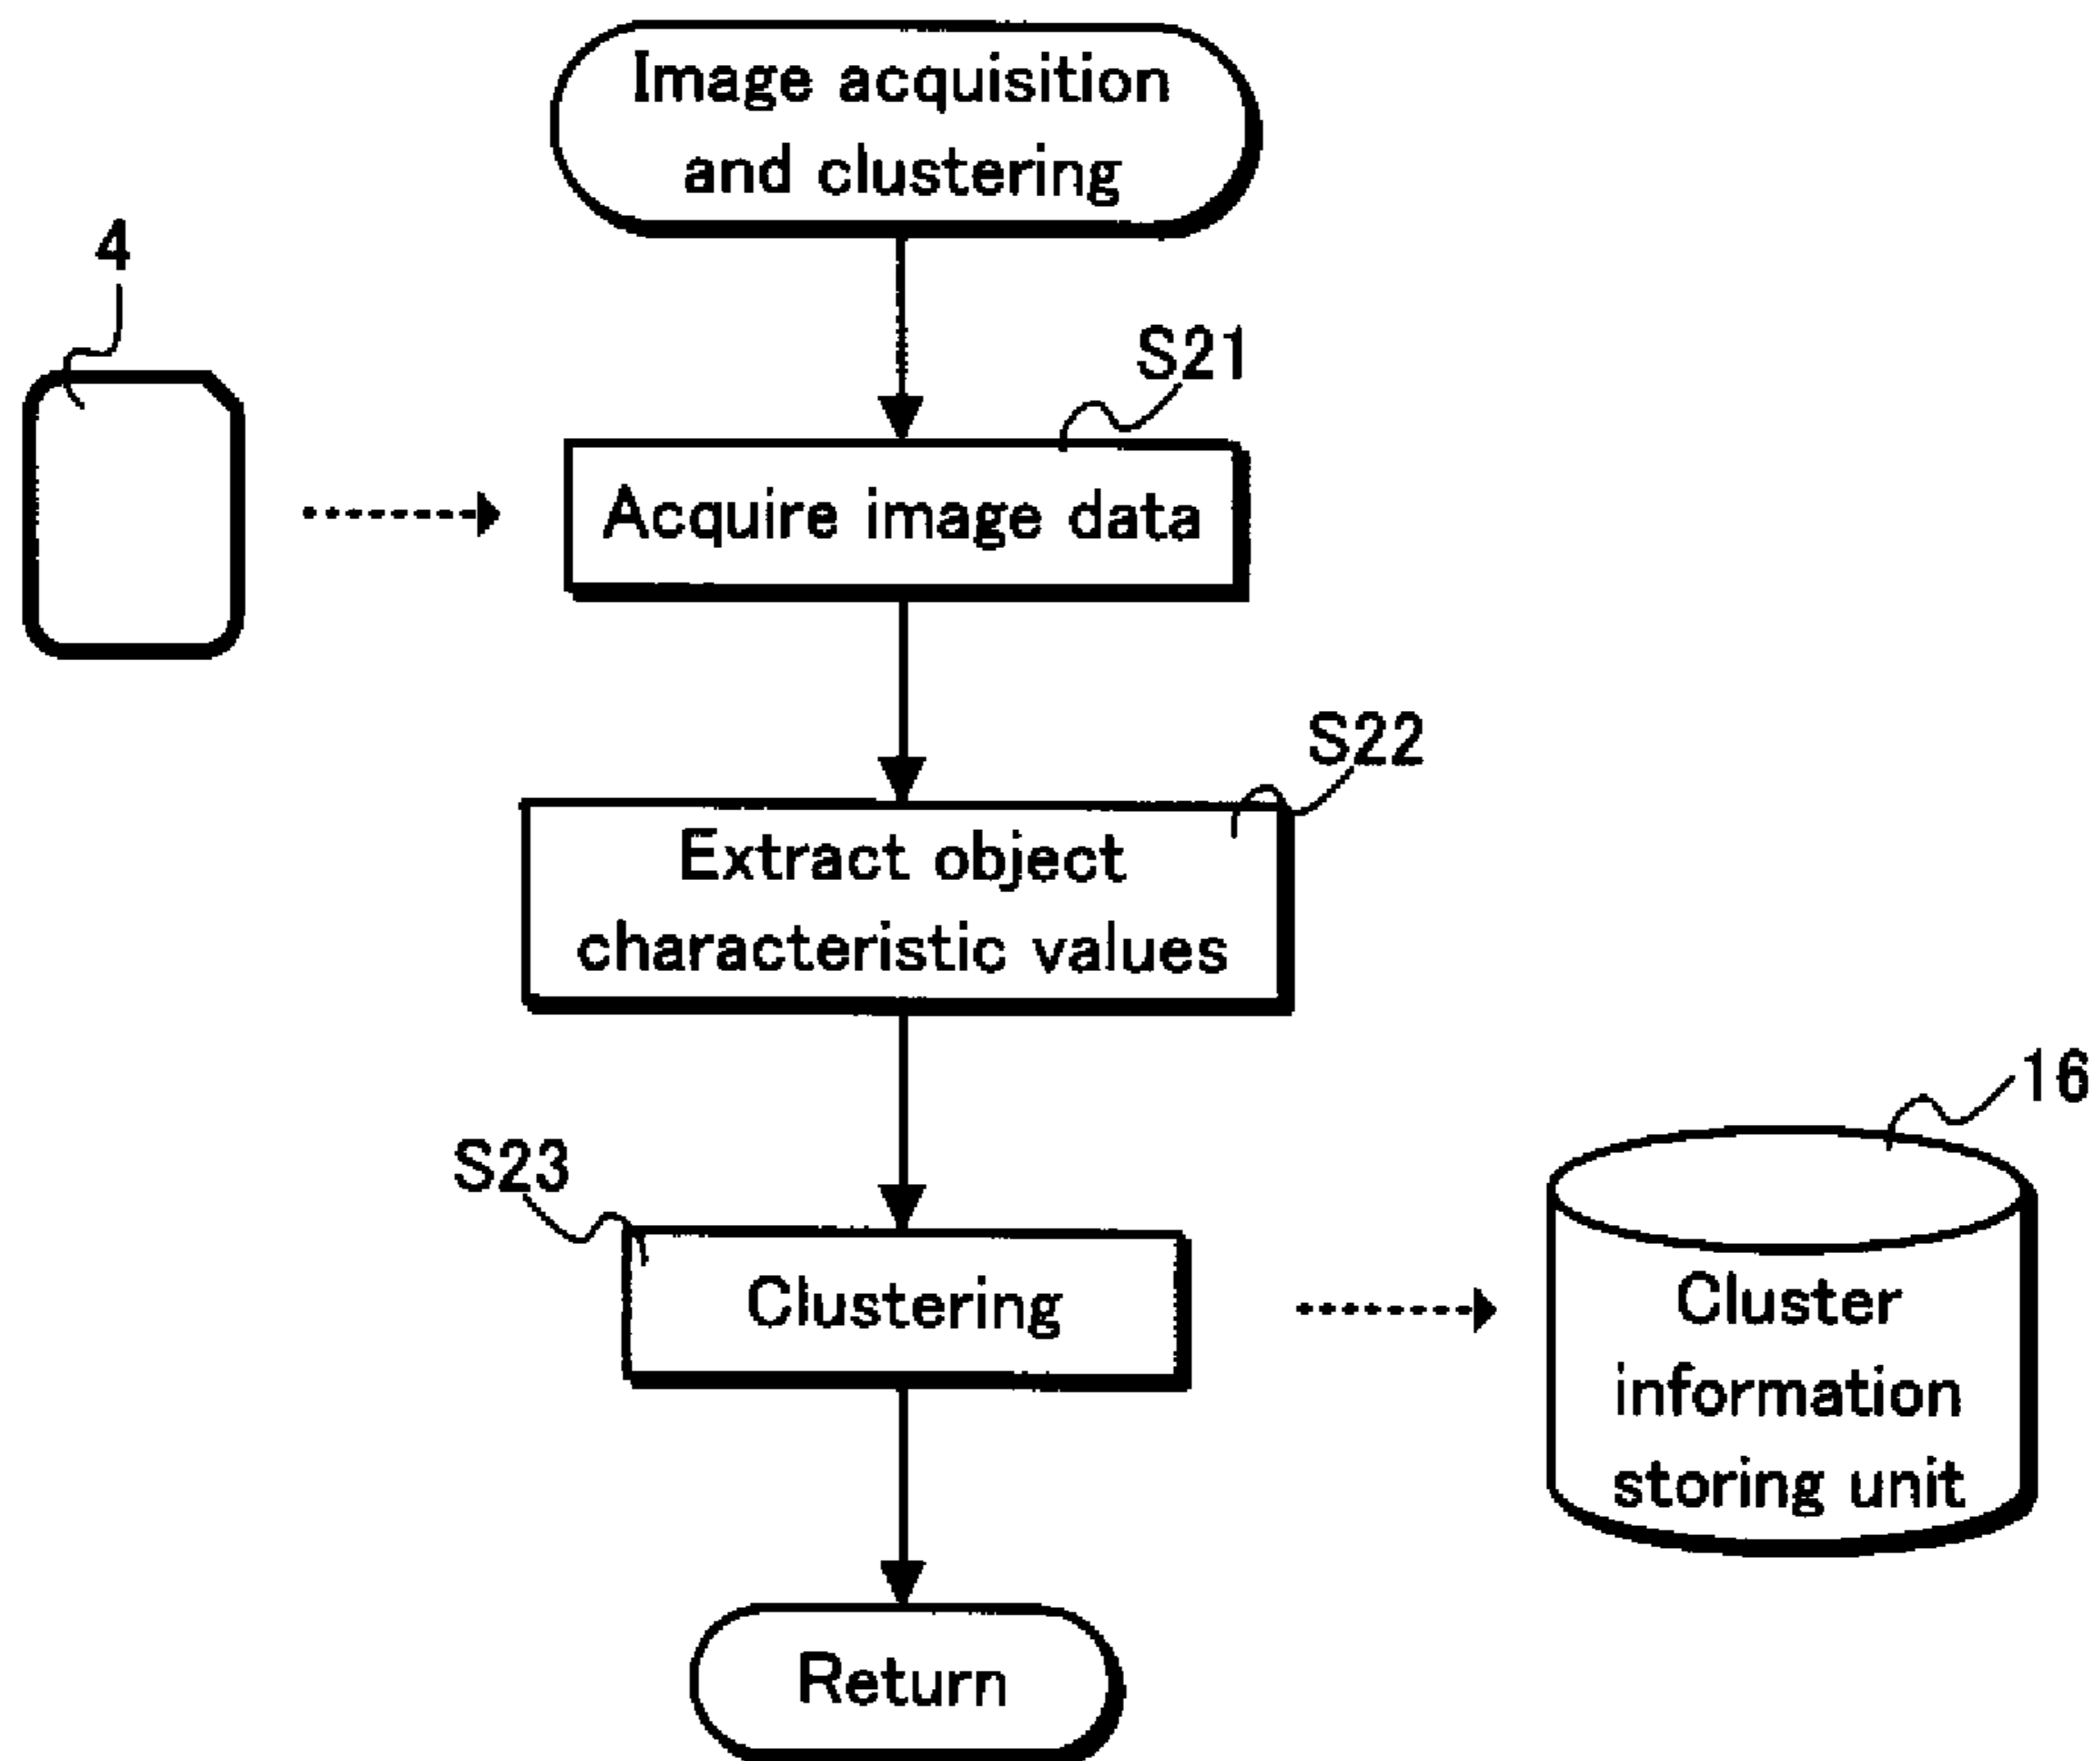 Image acquisition
and clustering
4
S21
Acquire image data
S22
Extract object
characteristic values
16
S23
Clustering
Cluster
information
storing unit
Return